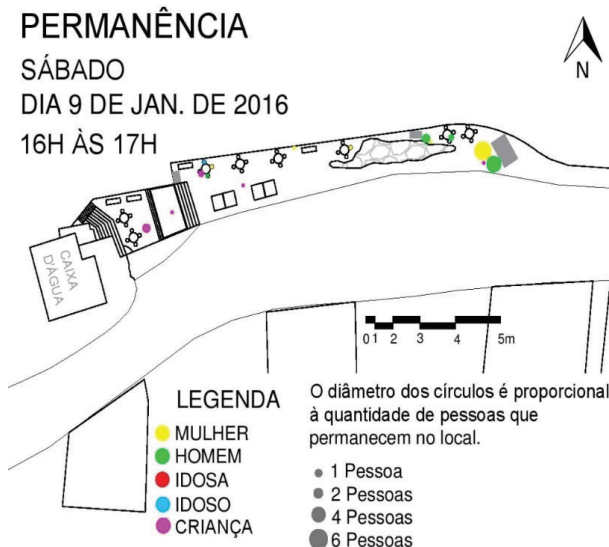 PERMANÊNCIA
SÁBADO
DIA 9 DE JAN. DE 2016
16H ÀS 17H
N
CAIXA
D'ÁGUA
0 1 2 3 4 5m
LEGENDA
MULHER
HOMEM
IDOSA
IDOSO
CRIANÇA
O diâmetro dos círculos é proporcional
à quantidade de pessoas que
permanecem no local.
1 Pessoa
2 Pessoas
4 Pessoas
6 Pessoas